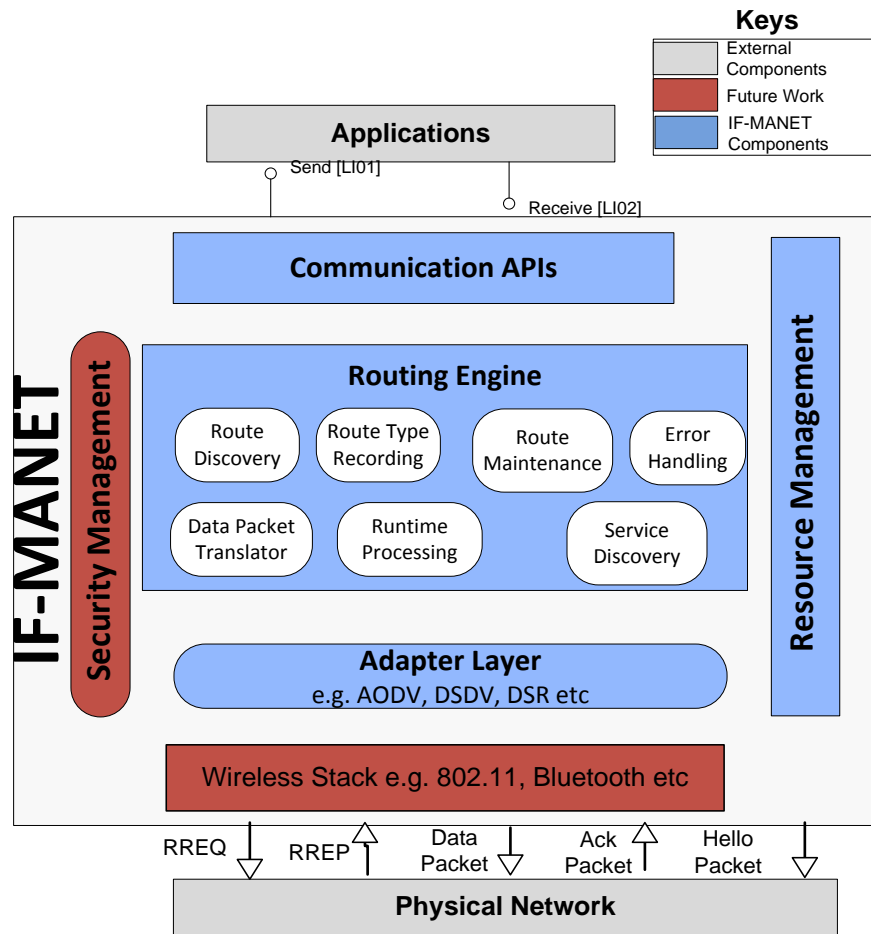 Keys
External
Components
Future Work
IF-MANET
Components
Applications
Send [LI01]
Receive [LI02]
Communication APIs
IF-MANET
Security Management
Resource Management
Routing Engine
Route
Discovery
Route Type
Recording
Route
Maintenance
Error
Handling
Data Packet
Translator
Runtime
Processing
Service
Discovery
Adapter Layer
e.g. AODV, DSDV, DSR etc
Wireless Stack e.g. 802.11, Bluetooth etc
RREQ
RREP
Data
Packet
Ack
Packet
Hello
Packet
Physical Network